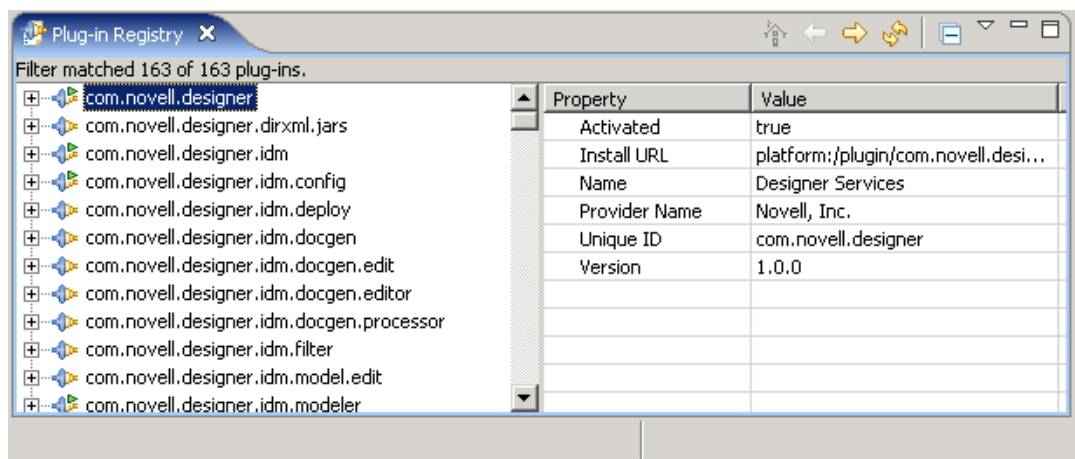 Plug-in Registry
Filter matched 163 of 163 plug-ins.
com.novell.designer
com.novell.designer.dirxml.jars
com.novell.designer.idm
com.novell.designer.idm.config
com.novell.designer.idm.deploy
com.novell.designer.idm.docgen
com.novell.designer.idm.docgen.edit
com.novell.designer.idm.docgen.editor
com.novell.designer.idm.docgen.processor
com.novell.designer.idm.filter
com.novell.designer.idm.model.edit
com.novell.designer.idm.modeler
Property Value
Activated true
Install URL platform:/plugin/com.novell.desi...
Name Designer Services
Provider Name Novell, Inc.
Unique ID com.novell.designer
Version 1.0.0